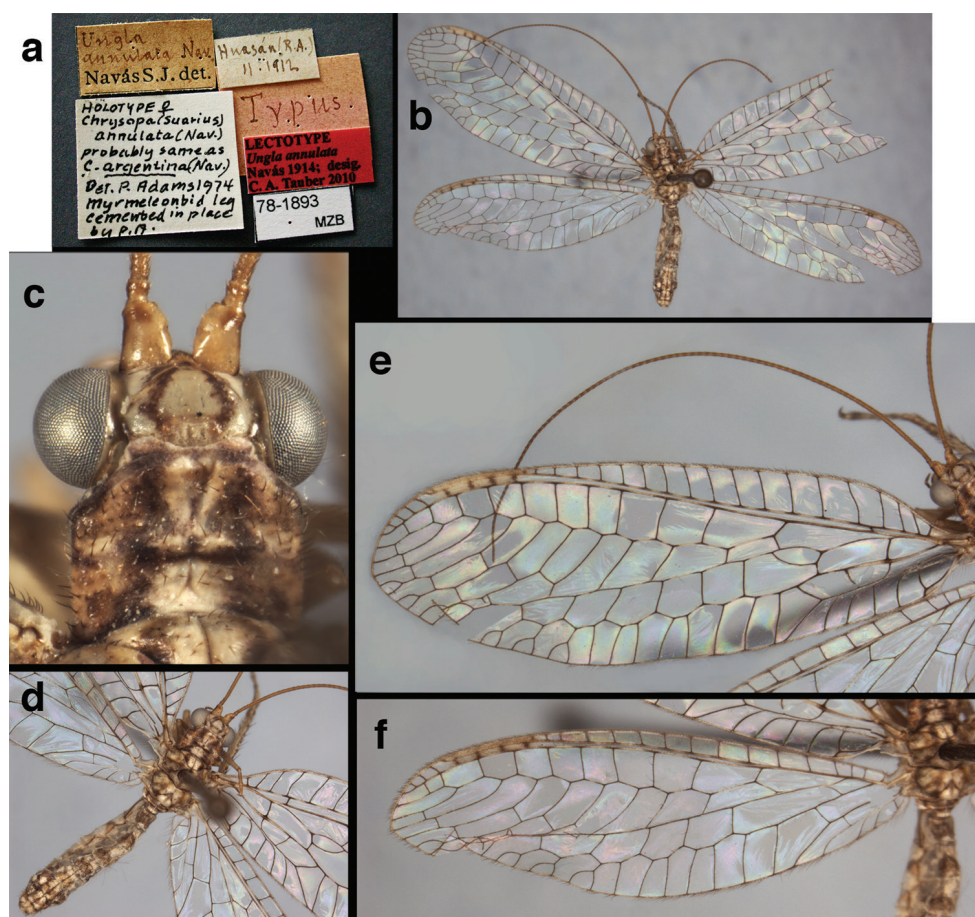 a
Ungla
annulata Nav.
Navás S.J. det.
Huasán (R.A.)
11.1912
Typus.
HOLOTYPE ♀
Chrysopa (Suarius)
annulata (Nav.)
probably same as
C. argentina (Nav.)
Det. P. Adams 1974
Myrmeleonbid leg
cemented in place
by P.A.
LECTOTYPE
Ungla annulata
Navás 1914; desig.
C. A. Tauber 2010
78-1893
MZB
b
c
d
e
f